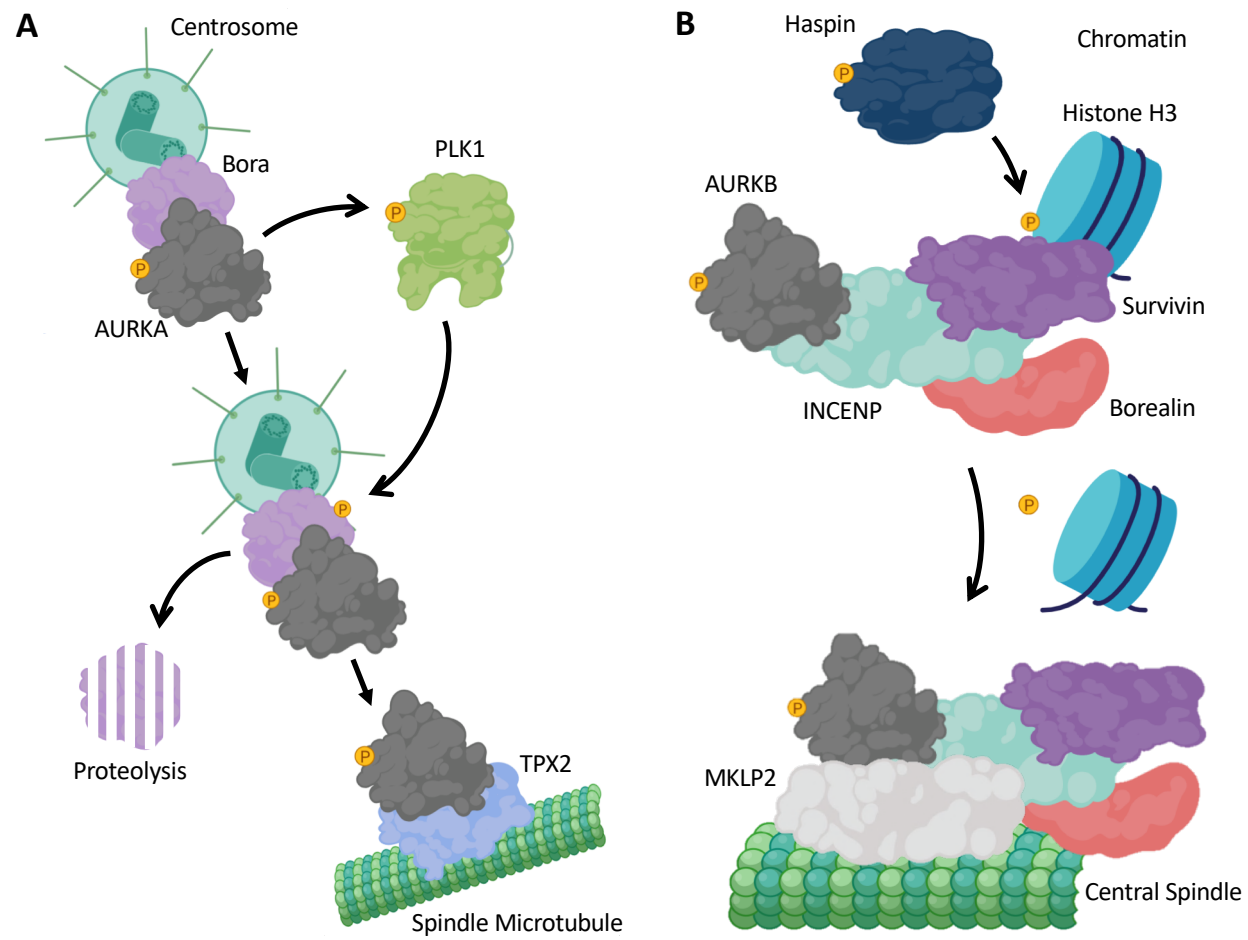 A
Centrosome
Bora
PLK1
P
P
AURKA
P
P
Proteolysis
P
TPX2
Spindle Microtubule
B
Haspin
Chromatin
P
Histone H3
AURKB
P
P
Survivin
INCENP
Borealin
P
P
MKLP2
Central Spindle